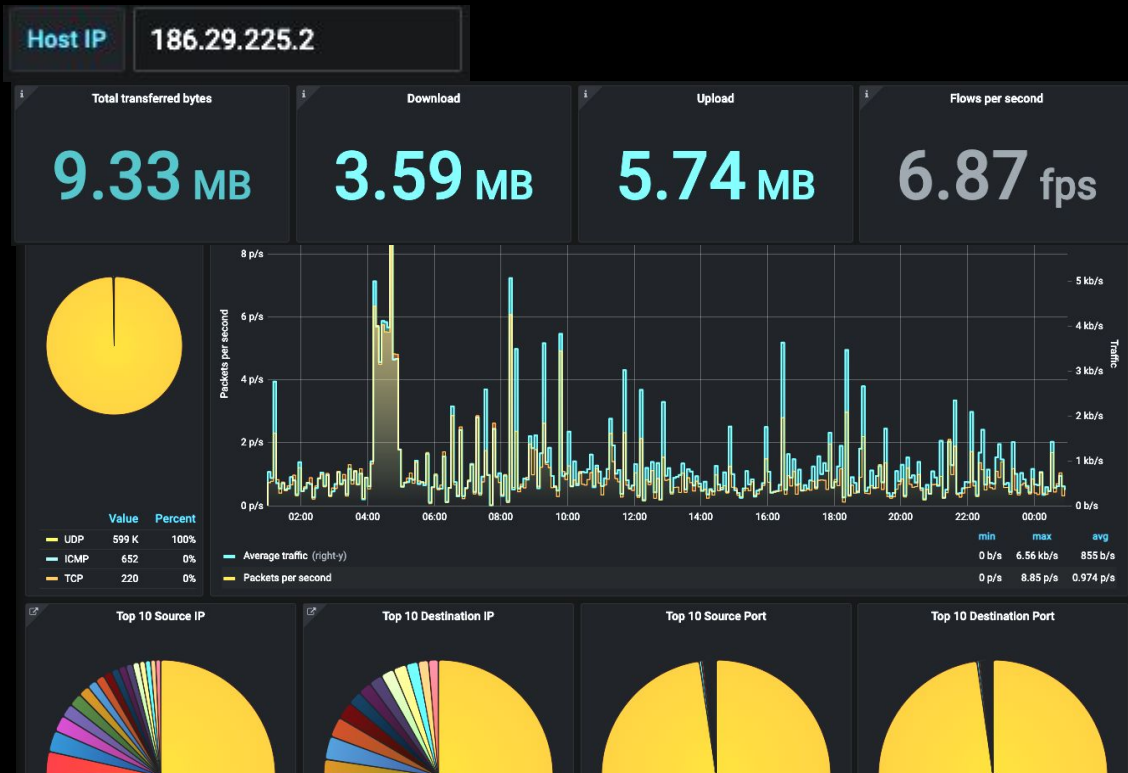 Host IP 186.29.225.2
Total transferred bytes
9.33 MB
Download
3.59 MB
Upload
5.74 MB
Flows per second
6.87 fps
Value Percent
UDP 599 K 100%
ICMP 652 0%
TCP 220 0%
Packets per second
8 p/s
6 p/s
4 p/s
2 p/s
0 p/s
5 kb/s
4 kb/s
3 kb/s
2 kb/s
1 kb/s
0 b/s
Traffic
02:00 04:00 06:00 08:00 10:00 12:00 14:00 16:00 18:00 20:00 22:00 00:00
min max avg
Average traffic (right-y) 0 b/s 6.56 kb/s 855 b/s
Packets per second 0 p/s 8.85 p/s 0.974 p/s
Top 10 Source IP
Top 10 Destination IP
Top 10 Source Port
Top 10 Destination Port